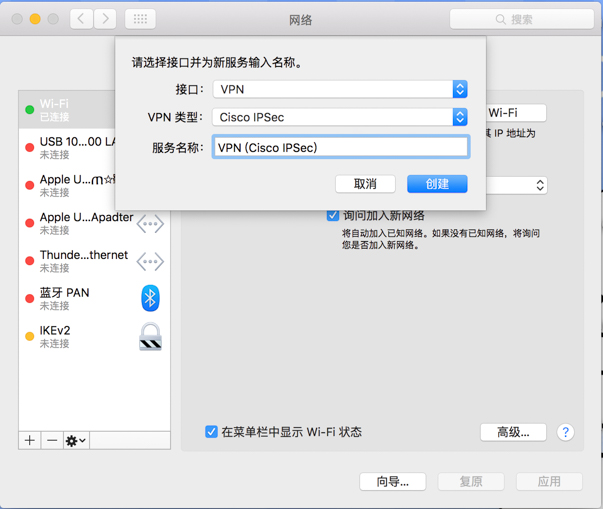 网络
搜索
请选择接口并为新服务输入名称。
接口： VPN
VPN 类型： Cisco IPSec
服务名称： VPN (Cisco IPSec)
取消 创建
Wi-Fi
已连接
Wi-Fi
其 IP 地址为
USB 10...00 LA
未连接
Apple U...
未连接
Apple U...Apadter
未连接
询问加入新网络
将自动加入已知网络。如果没有已知网络，将询问
您是否加入新网络。
Thunde...thernet
未连接
蓝牙 PAN
未连接
IKEv2
未连接
在菜单栏中显示 Wi-Fi 状态
高级...
?
向导... 复原 应用